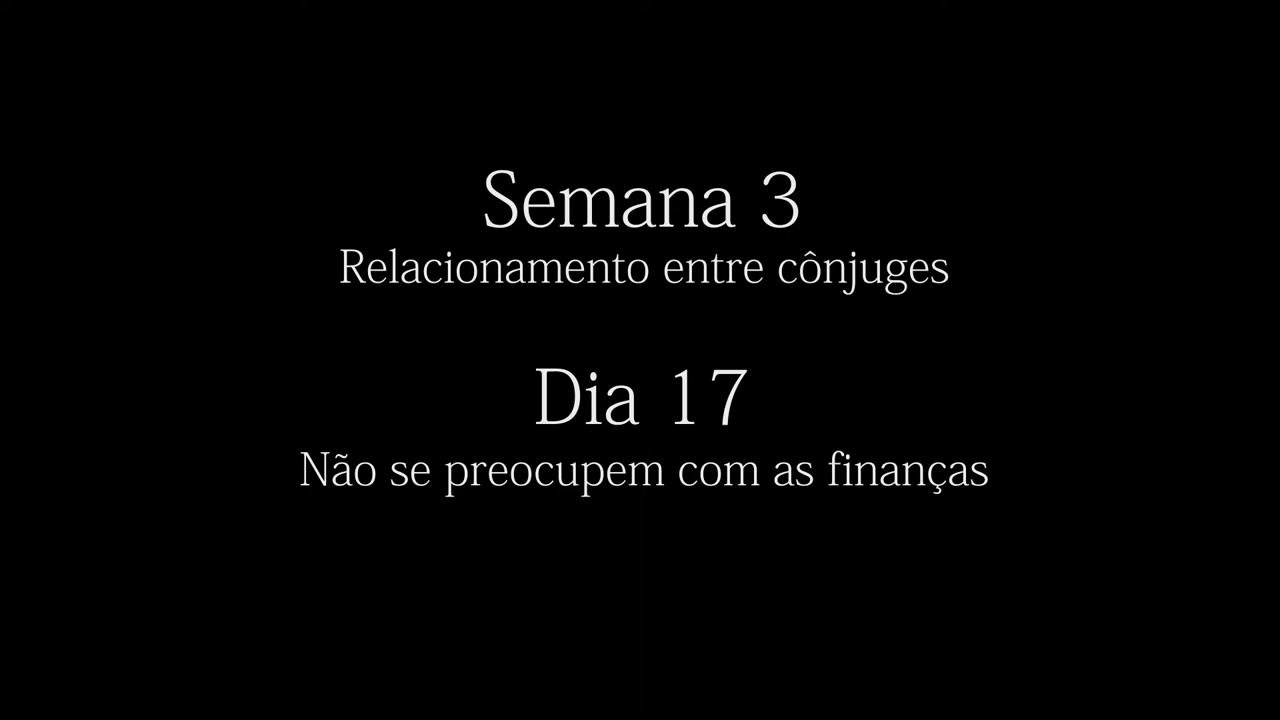 Semana 3
Relacionamento entre cônjuges
Dia 17
Não se preocupem com as finanças